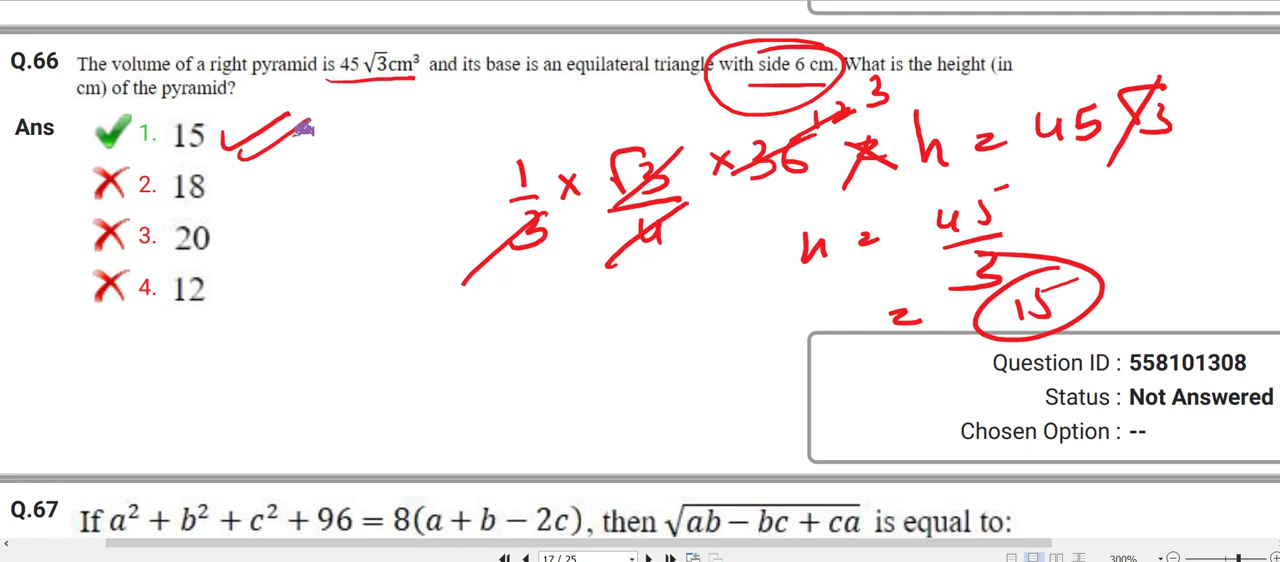 Q.66 The volume of a right pyramid is 45 √3cm³ and its base is an equilateral triangle with side 6 cm. What is the height (in
cm) of the pyramid?
Ans 1. 15
2. 18
3. 20
4. 12
12 3
1/3 × √3/4 × 36 × h = 45√3
h = 45/3
= 15
Question ID : 558101308
Status : Not Answered
Chosen Option : --
Q.67 If a² + b² + c² + 96 = 8(a + b − 2c), then √(ab − bc + ca) is equal to:
17 / 25
300%